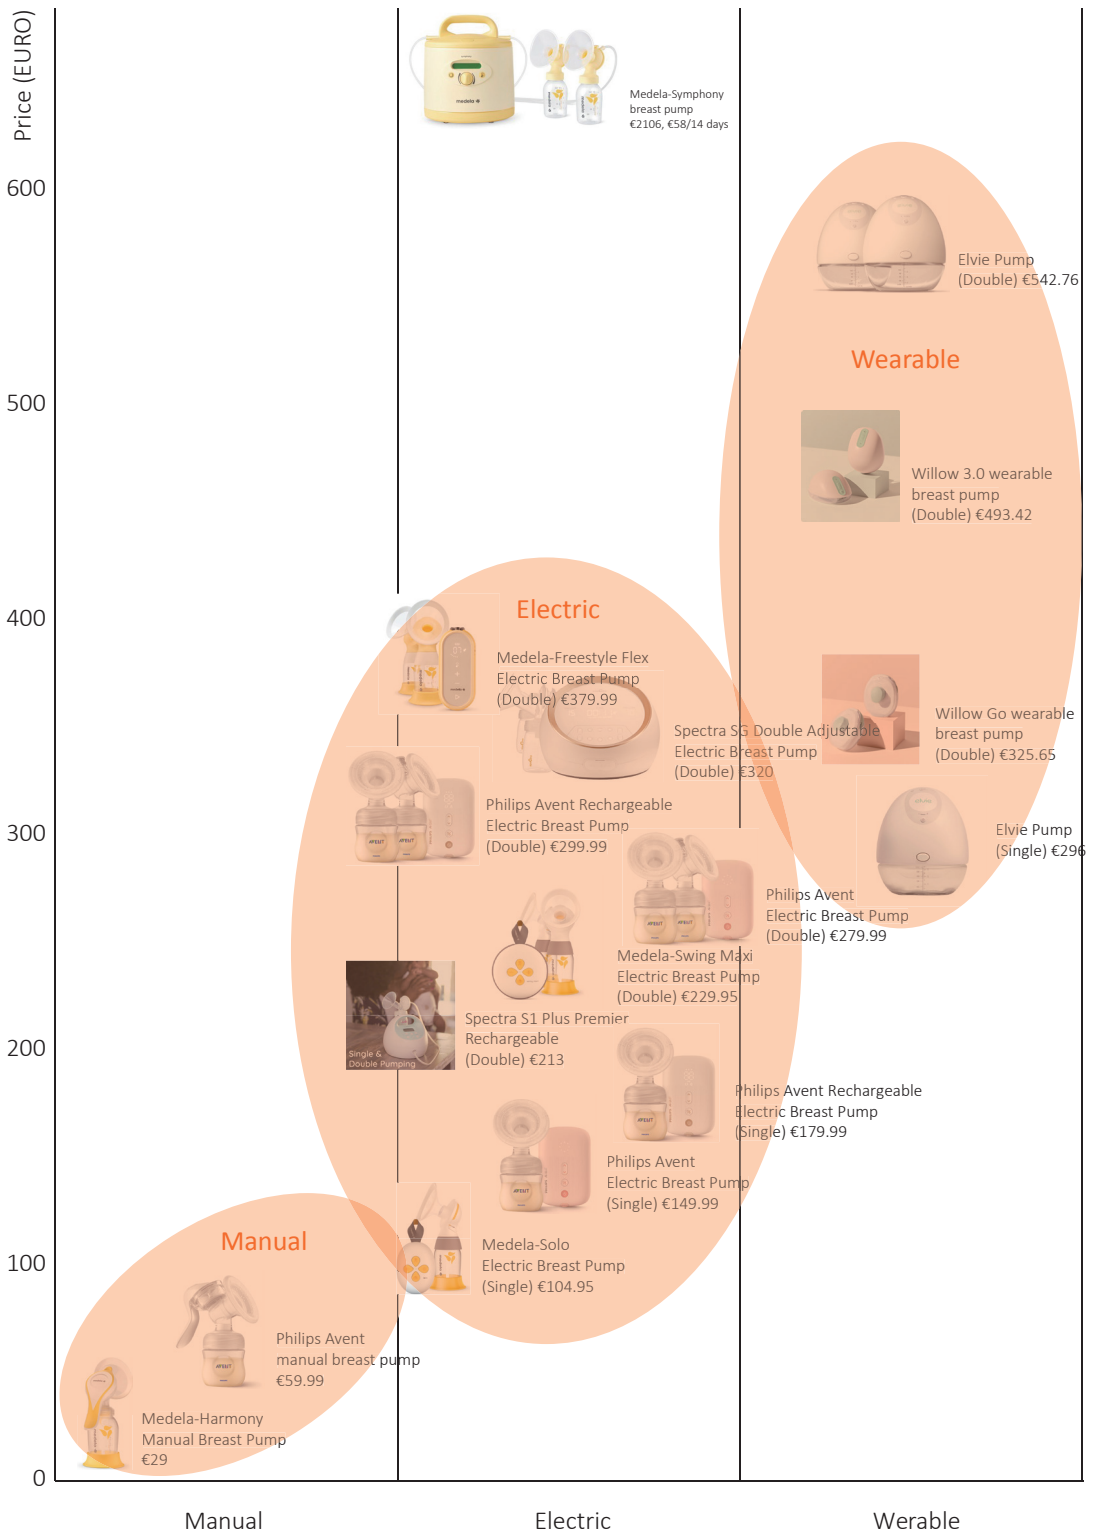 Price (EURO)
Medela-Symphony
breast pump
€2106, €58/14 days
medela
600
Elvie Pump
(Double) €542.76
Wearable
500
Willow 3.0 wearable
breast pump
(Double) €493.42
400
Electric
Medela-Freestyle Flex
Electric Breast Pump
(Double) €379.99
Spectra SG Double Adjustable
Electric Breast Pump
(Double) €320
Willow Go wearable
breast pump
(Double) €325.65
300
Philips Avent Rechargeable
Electric Breast Pump
(Double) €299.99
AVENT
Elvie Pump
(Single) €296
Philips Avent
Electric Breast Pump
(Double) €279.99
AVENT
AVENT
Medela-Swing Maxi
Electric Breast Pump
(Double) €229.95
200
Spectra S1 Plus Premier
Rechargeable
(Double) €213
Single &
Double Pumping
Philips Avent Rechargeable
Electric Breast Pump
(Single) €179.99
AVENT
Philips Avent
Electric Breast Pump
(Single) €149.99
AVENT
100
Manual
Medela-Solo
Electric Breast Pump
(Single) €104.95
Philips Avent
manual breast pump
€59.99
AVENT
Medela-Harmony
Manual Breast Pump
€29
0
Manual
Electric
Werable